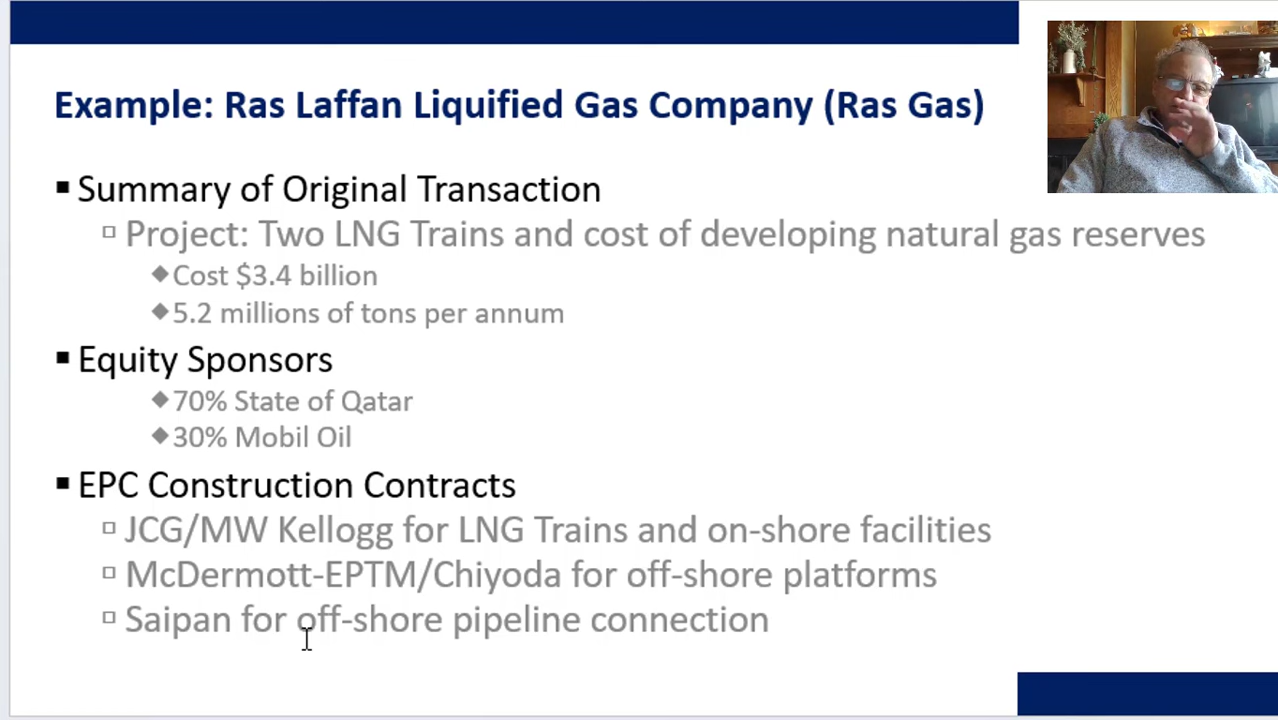 Example: Ras Laffan Liquified Gas Company (Ras Gas)
Summary of Original Transaction
Project: Two LNG Trains and cost of developing natural gas reserves
Cost $3.4 billion
5.2 millions of tons per annum
Equity Sponsors
70% State of Qatar
30% Mobil Oil
EPC Construction Contracts
JCG/MW Kellogg for LNG Trains and on-shore facilities
McDermott-EPTM/Chiyoda for off-shore platforms
Saipan for off-shore pipeline connection